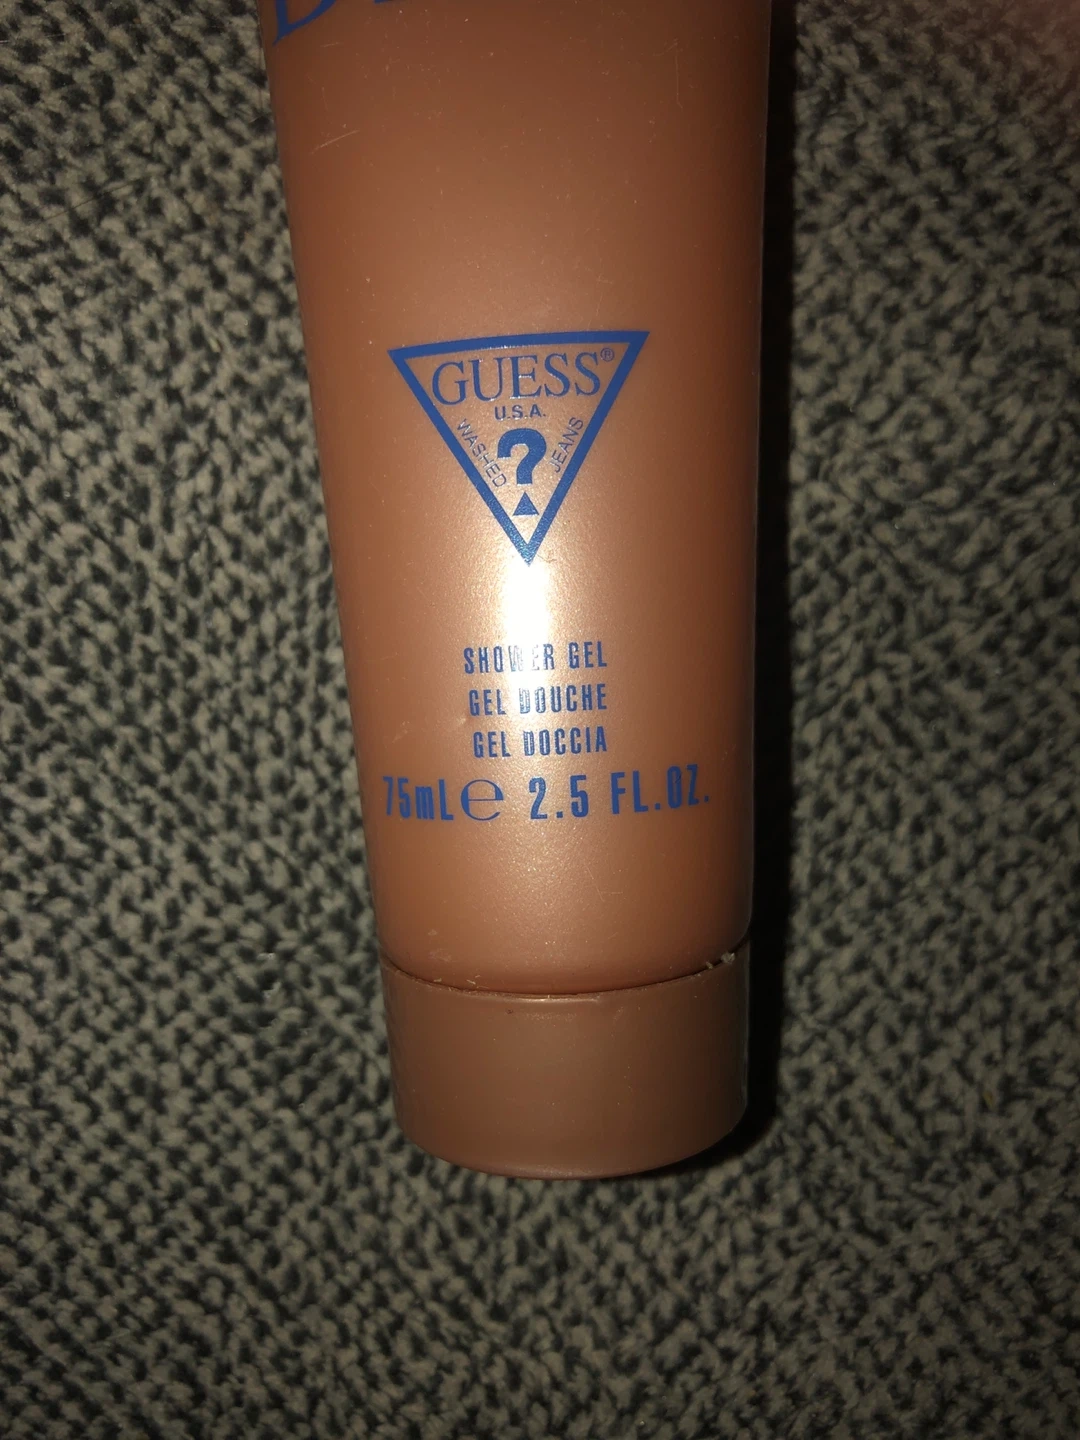 GUESS®
U.S.A.
WASHED ? JEANS
SHOWER GEL
GEL DOUCHE
GEL DOCCIA
75mL℮ 2.5 FL.OZ.